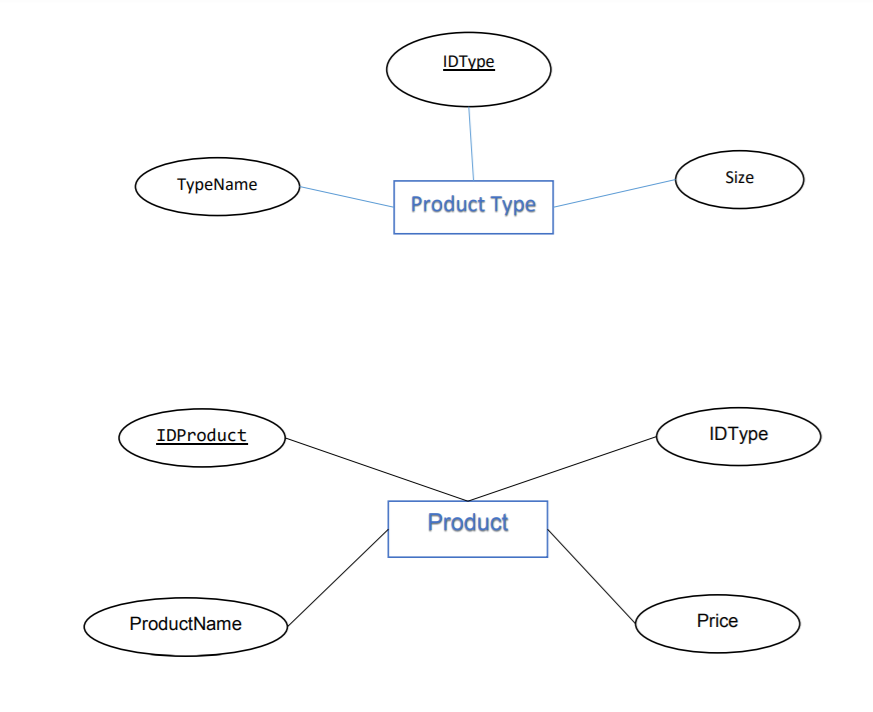 IDType
TypeName
Size
Product Type
IDProduct
IDType
Product
ProductName
Price